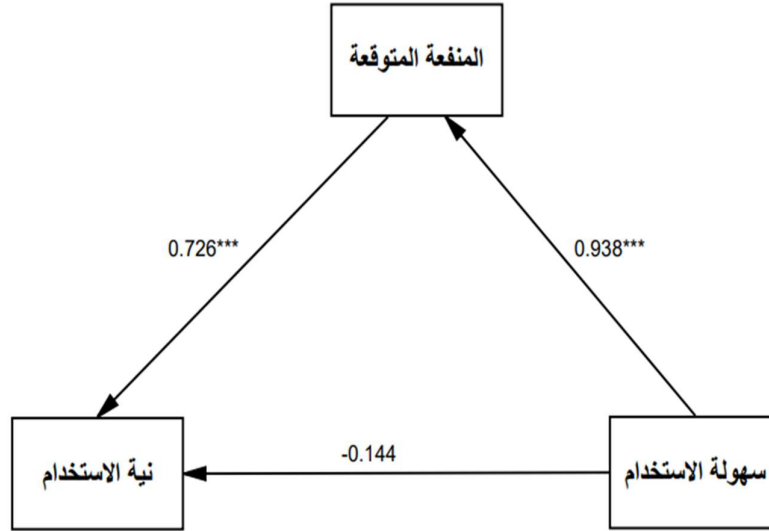 المنفعة المتوقعة
0.726***
0.938***
-0.144
سهولة الاستخدام
نية الاستخدام